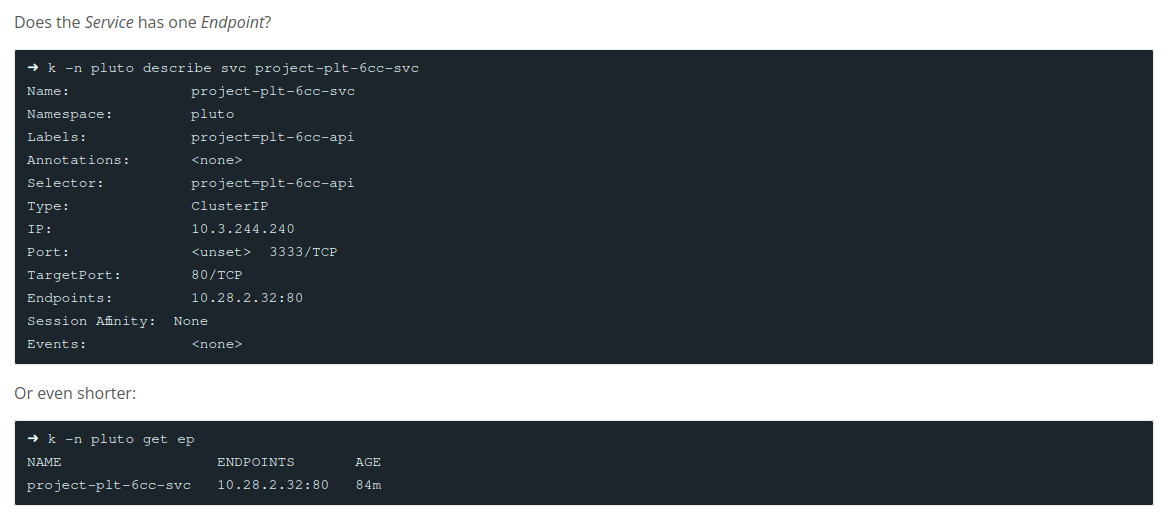 Does the Service has one Endpoint?
➜ k -n pluto describe svc project-plt-6cc-svc
Name: project-plt-6cc-svc
Namespace: pluto
Labels: project=plt-6cc-api
Annotations: <none>
Selector: project=plt-6cc-api
Type: ClusterIP
IP: 10.3.244.240
Port: <unset> 3333/TCP
TargetPort: 80/TCP
Endpoints: 10.28.2.32:80
Session Affinity: None
Events: <none>
Or even shorter:
➜ k -n pluto get ep
NAME ENDPOINTS AGE
project-plt-6cc-svc 10.28.2.32:80 84m